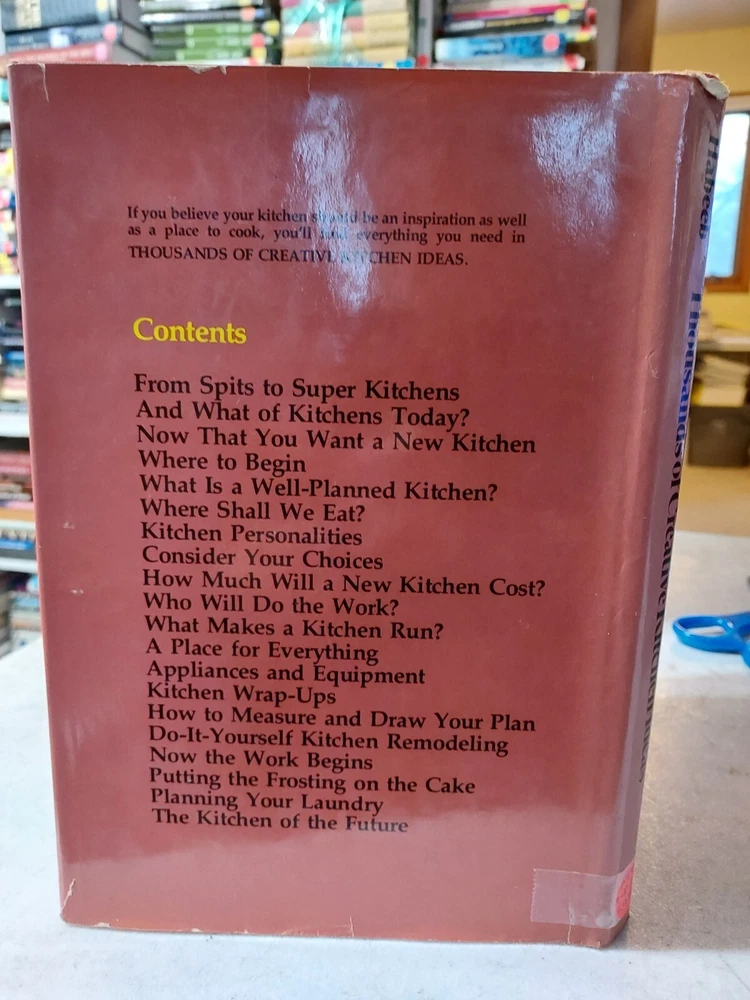 If you believe your kitchen should be an inspiration as well
as a place to cook, you'll find everything you need in
THOUSANDS OF CREATIVE KITCHEN IDEAS.
Contents
From Spits to Super Kitchens
And What of Kitchens Today?
Now That You Want a New Kitchen
Where to Begin
What Is a Well-Planned Kitchen?
Where Shall We Eat?
Kitchen Personalities
Consider Your Choices
How Much Will a New Kitchen Cost?
Who Will Do the Work?
What Makes a Kitchen Run?
A Place for Everything
Appliances and Equipment
Kitchen Wrap-Ups
How to Measure and Draw Your Plan
Do-It-Yourself Kitchen Remodeling
Now the Work Begins
Putting the Frosting on the Cake
Planning Your Laundry
The Kitchen of the Future
Habeeb
Thousands of Creative Kitchen Ideas